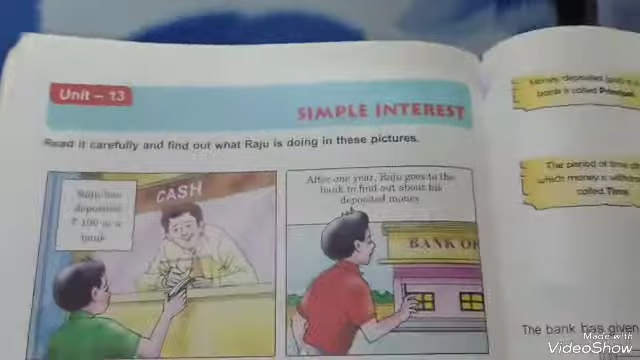 Unit – 13
SIMPLE INTEREST
Read it carefully and find out what Raju is doing in these pictures.
Raju has
deposited
₹ 100 in a
bank
CASH
After one year, Raju goes to the
bank to find out about his
deposited money
BANK OF
Money deposited
bank is called Principal.
The period of time
which money is
called Time.
The bank has given
Made with
VideoShow